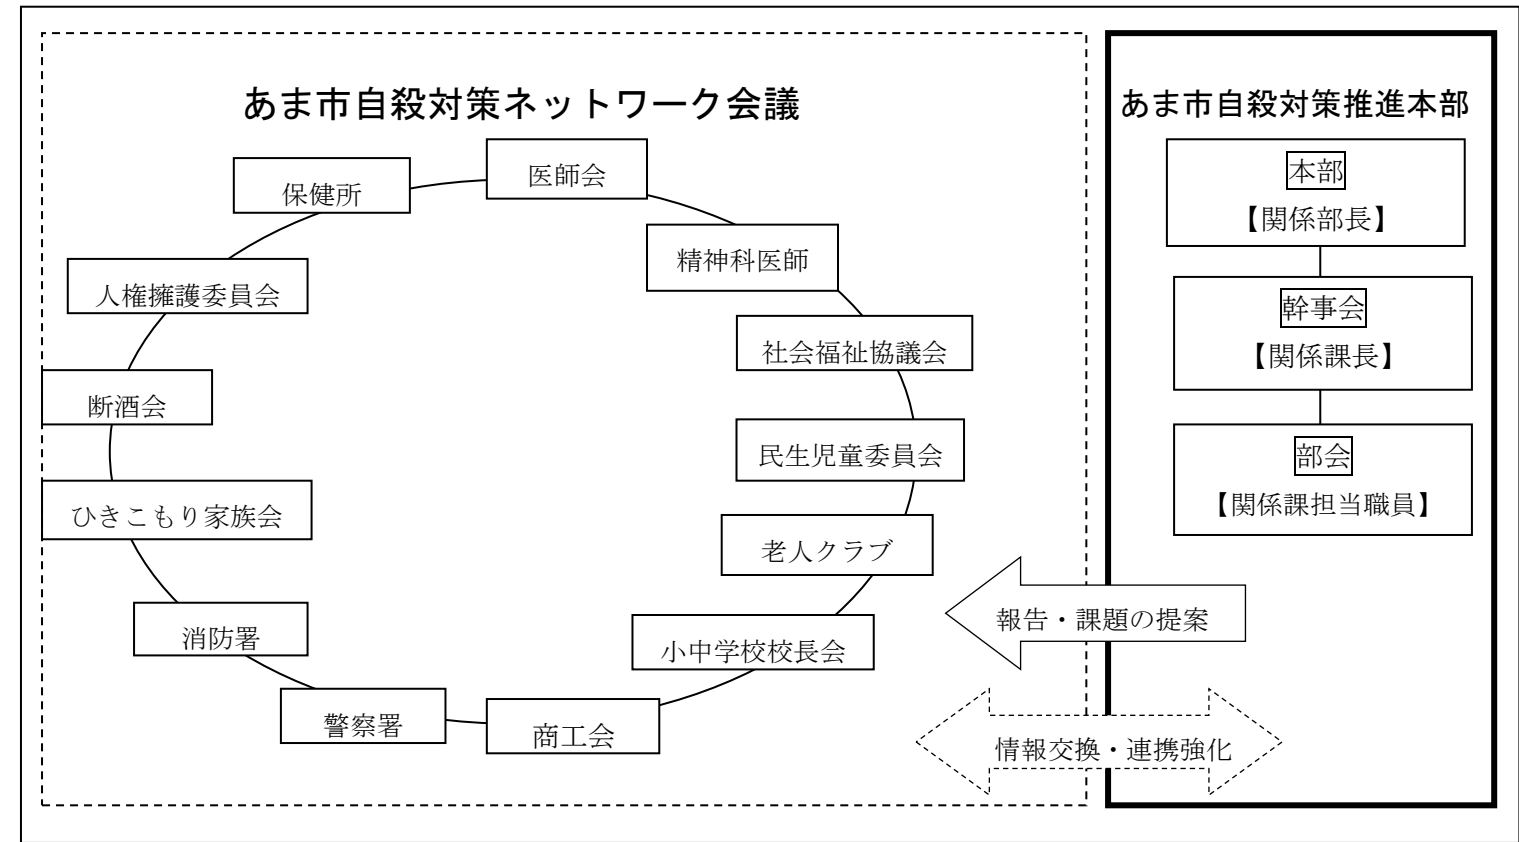 あま市自殺対策ネットワーク会議
医師会
保健所
精神科医師
人権擁護委員会
社会福祉協議会
断酒会
民生児童委員会
ひきこもり家族会
老人クラブ
消防署
小中学校校長会
警察署
商工会
あま市自殺対策推進本部
本部
【関係部長】
幹事会
【関係課長】
部会
【関係課担当職員】
報告・課題の提案
情報交換・連携強化